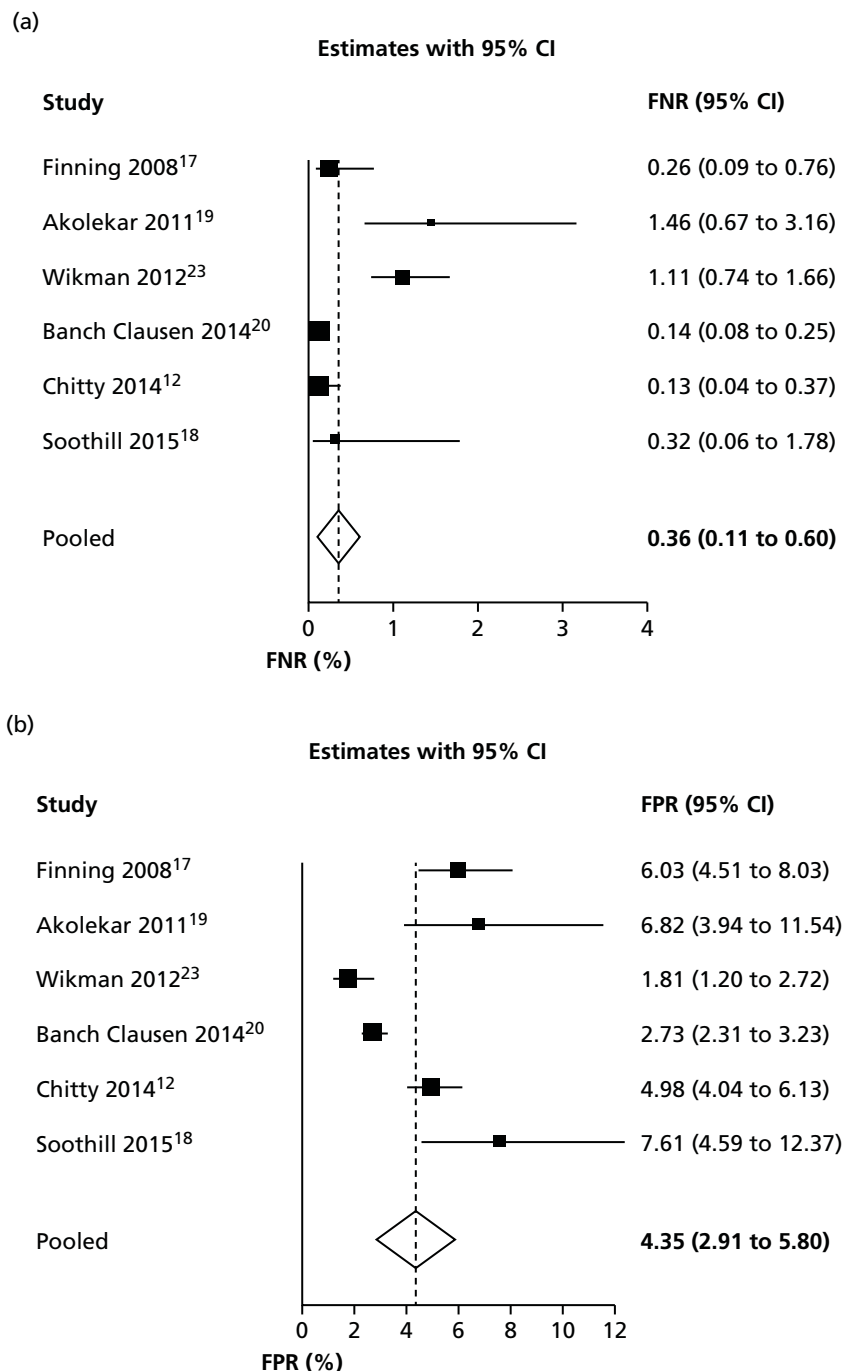 (a)
Estimates with 95% CI
Study FNR (95% CI)
Finning 2008¹⁷ 0.26 (0.09 to 0.76)
Akolekar 2011¹⁹ 1.46 (0.67 to 3.16)
Wikman 2012²³ 1.11 (0.74 to 1.66)
Banch Clausen 2014²⁰ 0.14 (0.08 to 0.25)
Chitty 2014¹² 0.13 (0.04 to 0.37)
Soothill 2015¹⁸ 0.32 (0.06 to 1.78)
Pooled 0.36 (0.11 to 0.60)
0 1 2 3 4
FNR (%)
(b)
Estimates with 95% CI
Study FPR (95% CI)
Finning 2008¹⁷ 6.03 (4.51 to 8.03)
Akolekar 2011¹⁹ 6.82 (3.94 to 11.54)
Wikman 2012²³ 1.81 (1.20 to 2.72)
Banch Clausen 2014²⁰ 2.73 (2.31 to 3.23)
Chitty 2014¹² 4.98 (4.04 to 6.13)
Soothill 2015¹⁸ 7.61 (4.59 to 12.37)
Pooled 4.35 (2.91 to 5.80)
0 2 4 6 8 10 12
FPR (%)